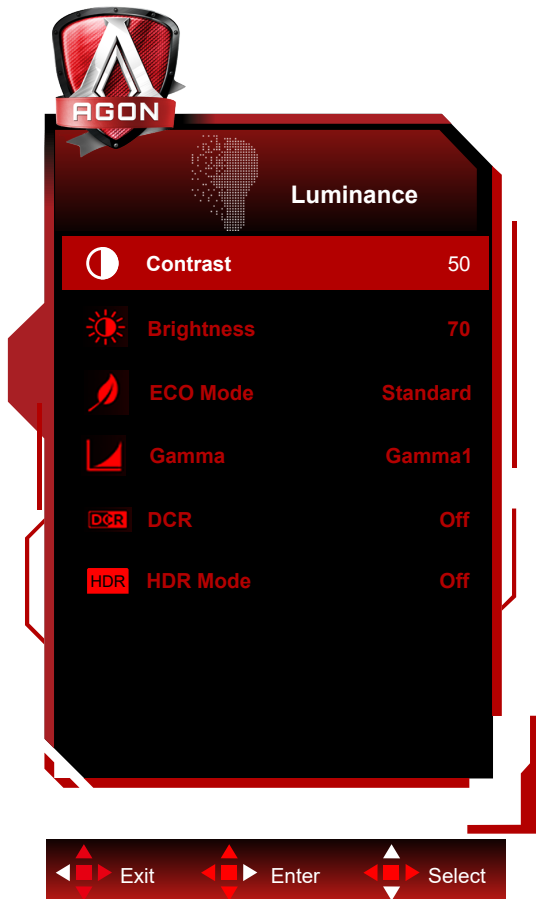 AGON
Luminance
Contrast 50
Brightness 70
ECO Mode Standard
Gamma Gamma1
DCR DCR Off
HDR HDR Mode Off
Exit Enter Select